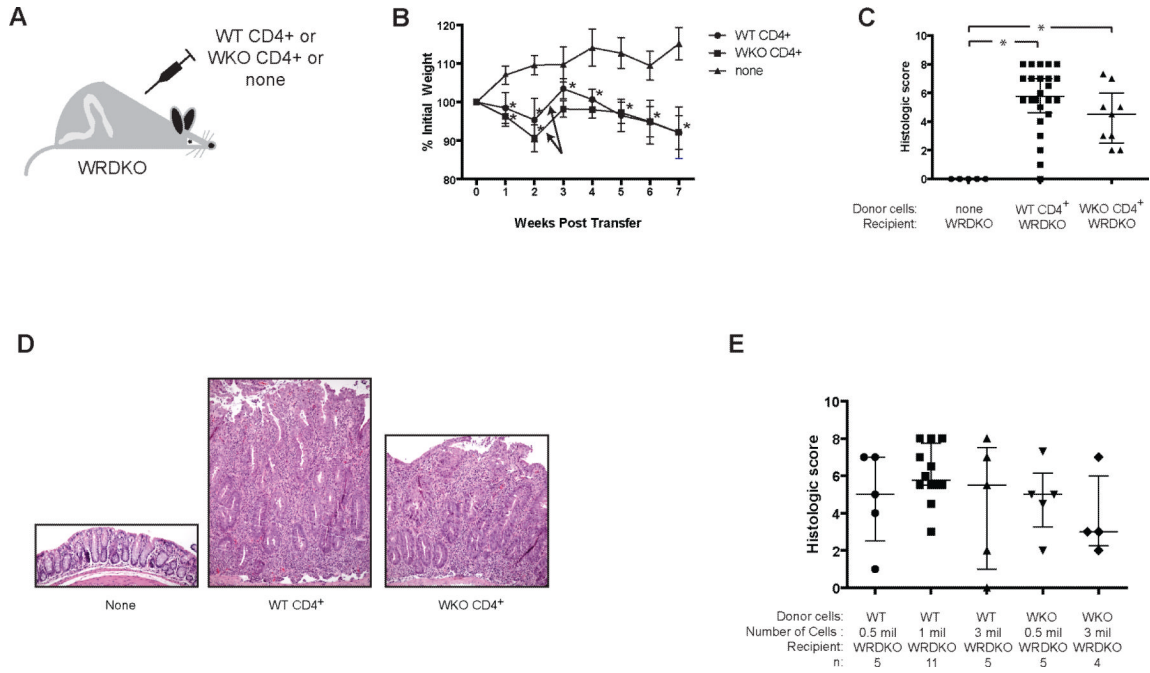 A
WT CD4+ or
WKO CD4+ or
none
WRDKO
B
% Initial Weight
120
110
100
90
80
* * * * * * *
* *
0 1 2 3 4 5 6 7
Weeks Post Transfer
WT CD4+
WKO CD4+
none
C
*
*
Histologic score
10
8
6
4
2
0
Donor cells: none WT CD4+ WKO CD4+
Recipient: WRDKO WRDKO WRDKO
D
None
WT CD4+
WKO CD4+
E
Histologic score
10
8
6
4
2
0
Donor cells: WT WT WT WKO WKO
Number of Cells : 0.5 mil 1 mil 3 mil 0.5 mil 3 mil
Recipient: WRDKO WRDKO WRDKO WRDKO WRDKO
n: 5 11 5 5 4